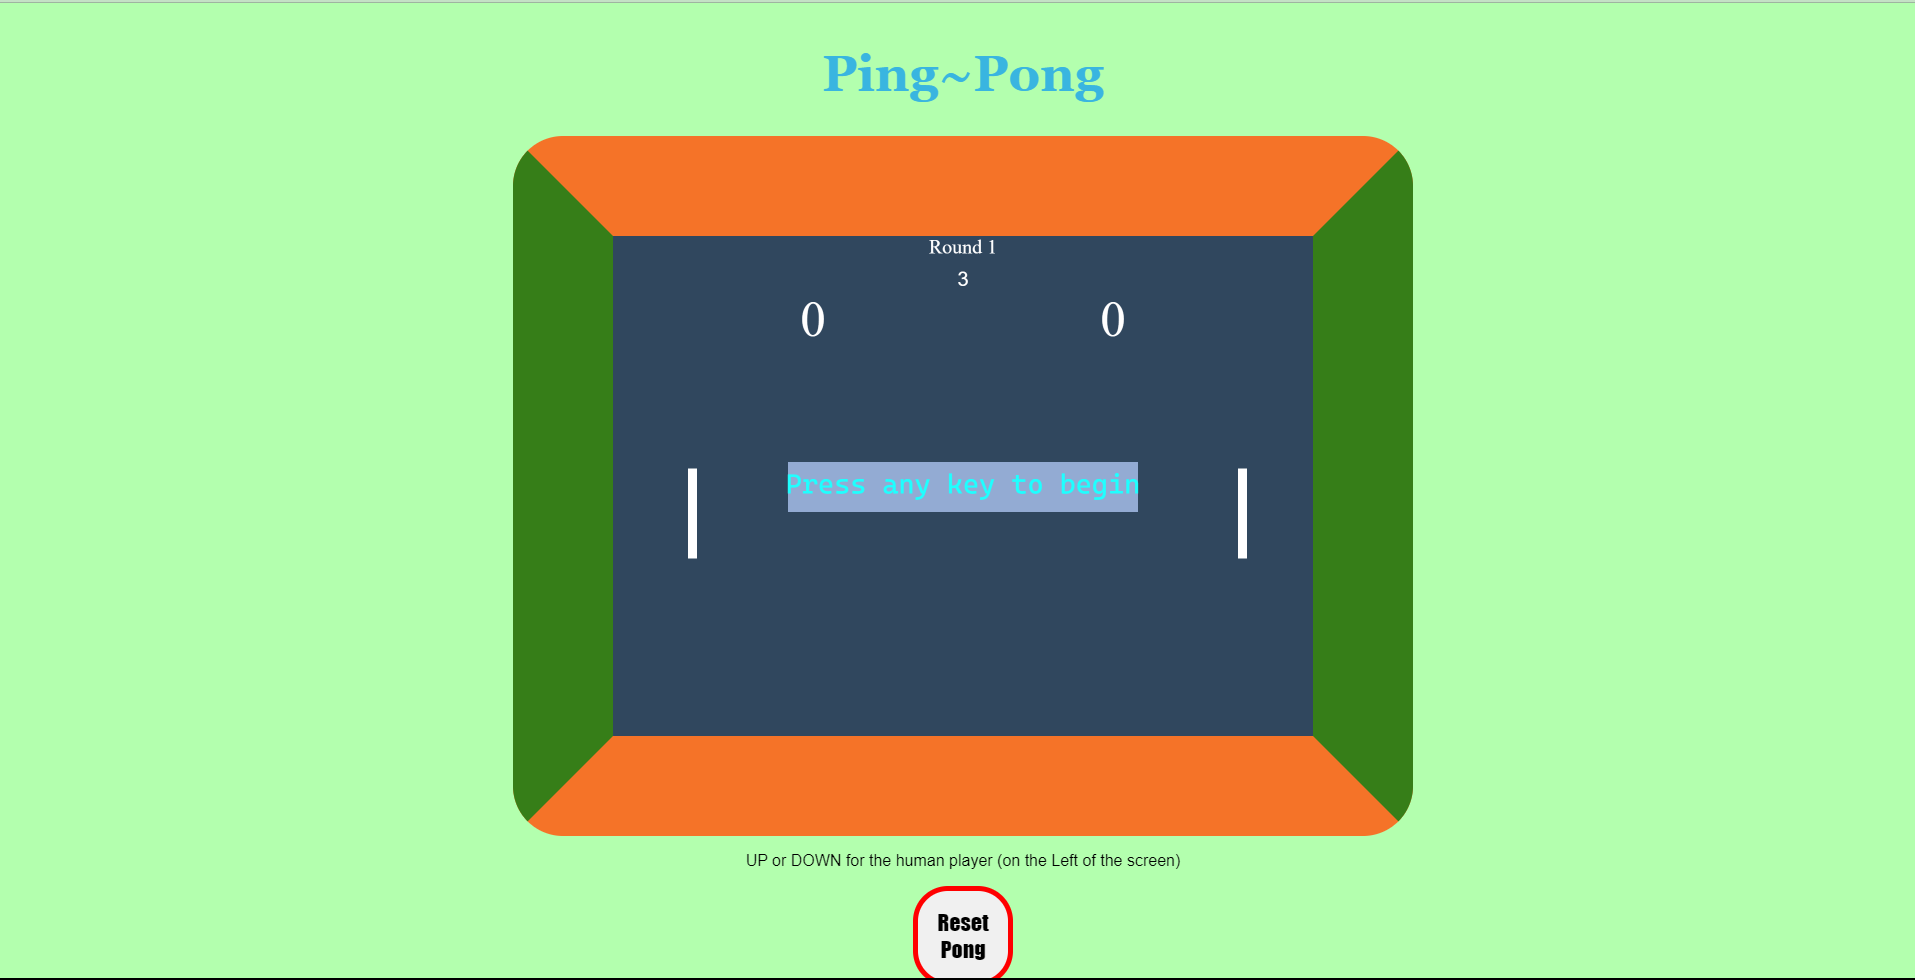 Ping~Pong
Round 1
3
0 0
Press any key to begin
UP or DOWN for the human player (on the Left of the screen)
Reset
Pong